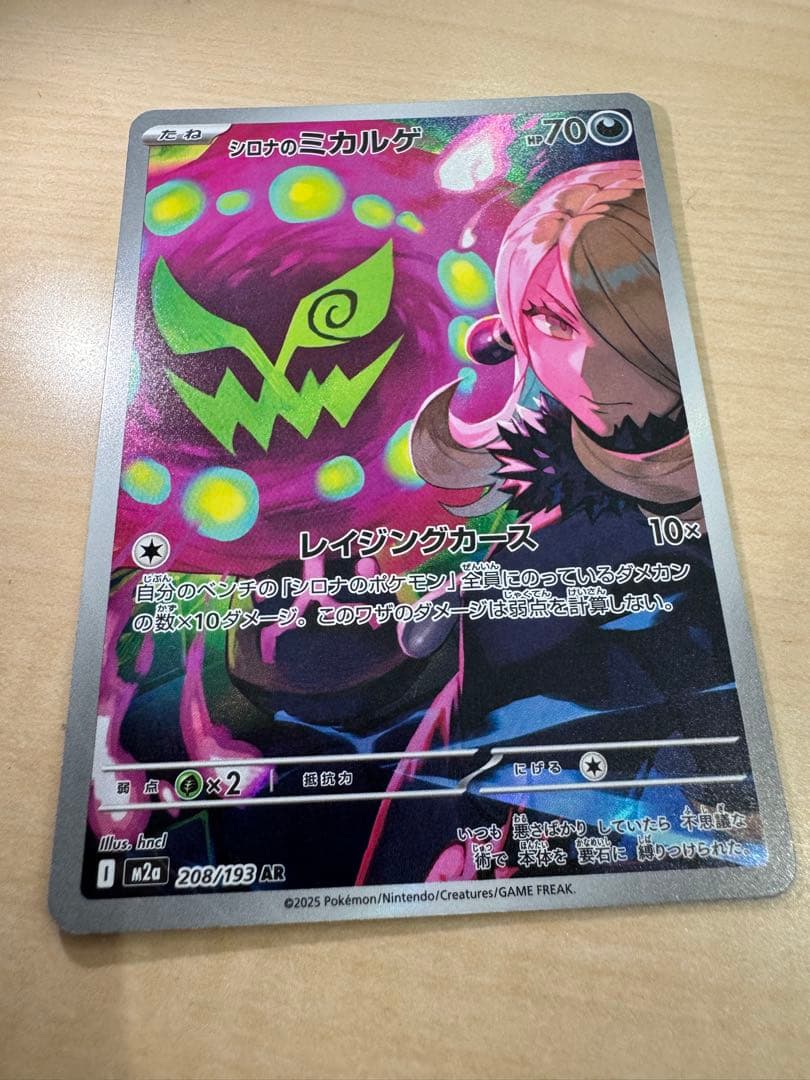 たね
シロナのミカルゲ
HP70
レイジングカース 10×
自分のベンチの「シロナのポケモン」全員にのっているダメカン
の数×10ダメージ。このワザのダメージは弱点を計算しない。
弱点 ×2 抵抗力 にげる
Illus. hncl
いつも 悪さばかり していたら 不思議な
術で 本体を 要石に 縛りつけられた。
I m2a 208/193 AR
©2025 Pokémon/Nintendo/Creatures/GAME FREAK.